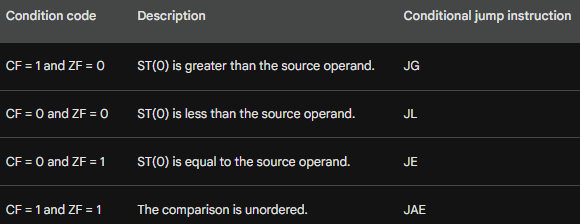 Condition code Description Conditional jump instruction
CF = 1 and ZF = 0 ST(0) is greater than the source operand. JG
CF = 0 and ZF = 0 ST(0) is less than the source operand. JL
CF = 0 and ZF = 1 ST(0) is equal to the source operand. JE
CF = 1 and ZF = 1 The comparison is unordered. JAE